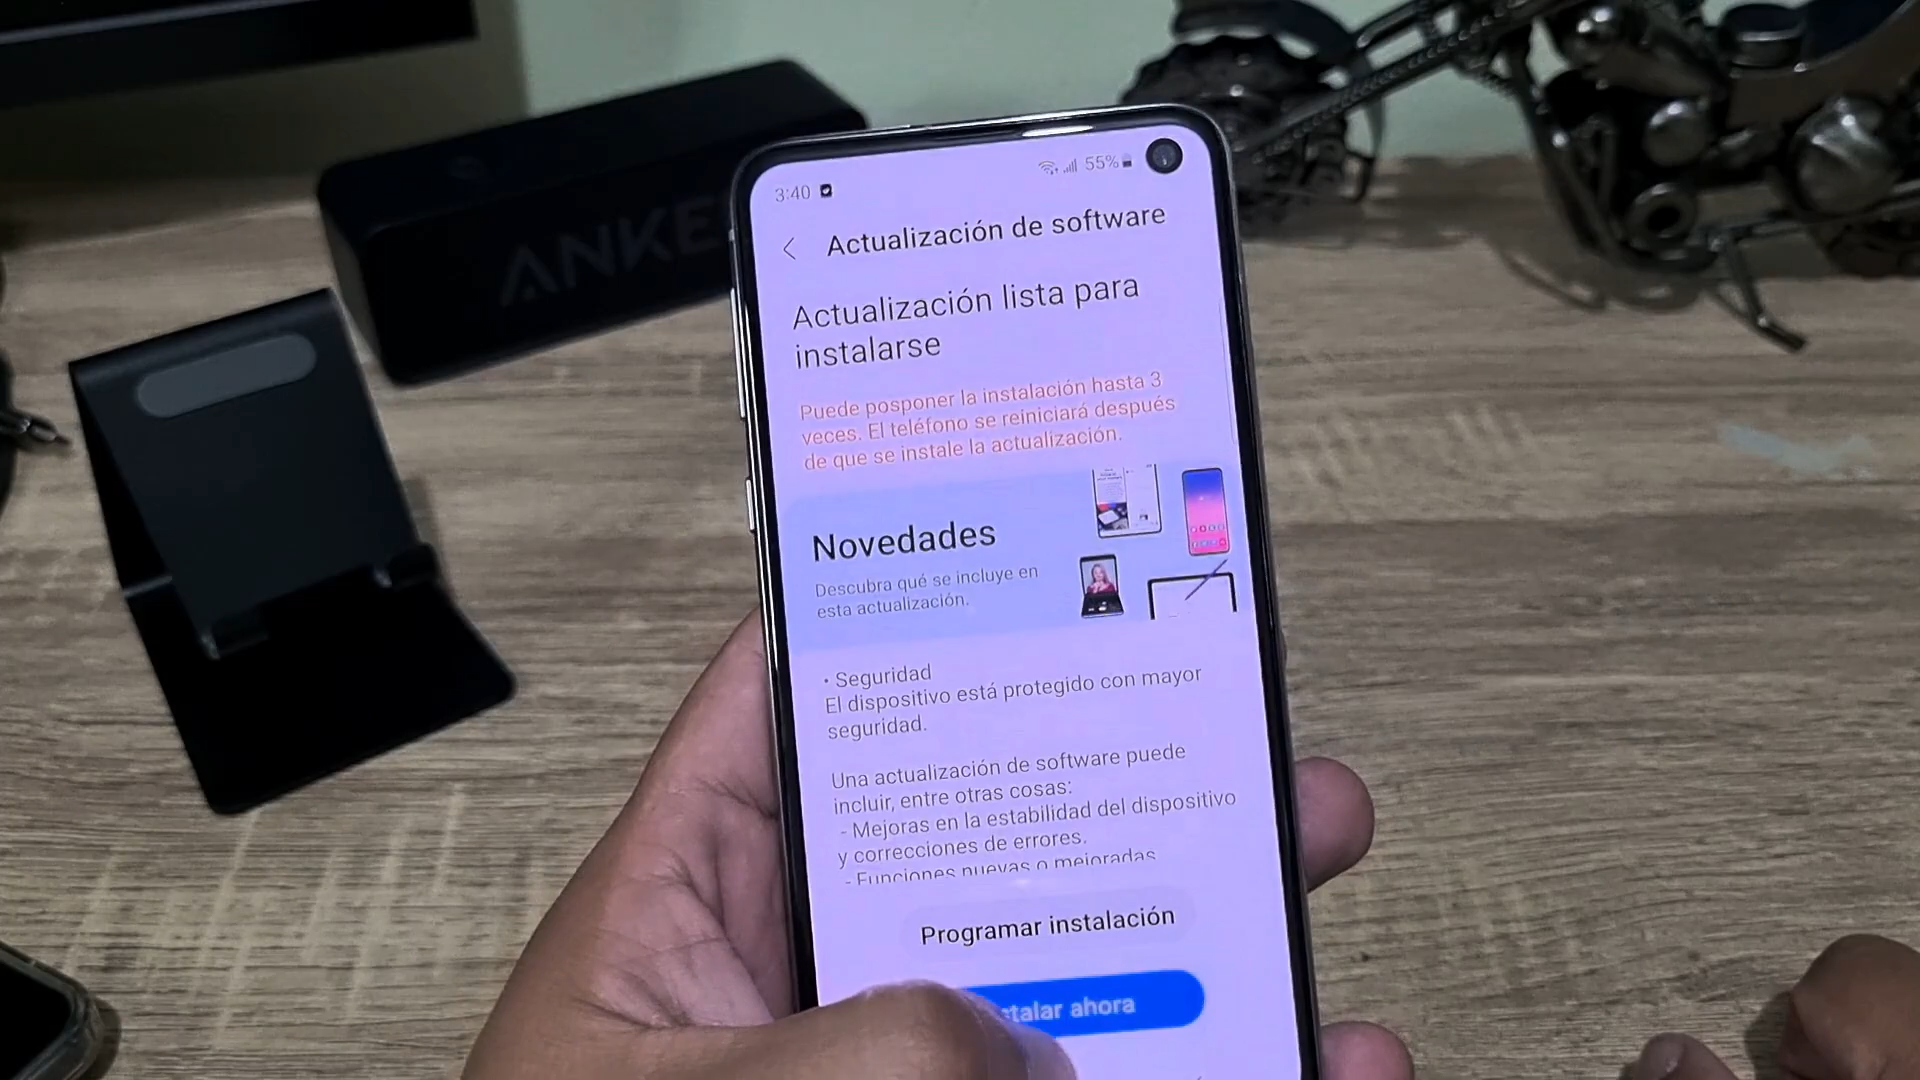 ANKE
3:40
55%
Actualización de software
Actualización lista para
instalarse
Puede posponer la instalación hasta 3
veces. El teléfono se reiniciará después
de que se instale la actualización.
Novedades
Descubra qué se incluye en
esta actualización.
• Seguridad
El dispositivo está protegido con mayor
seguridad.
Una actualización de software puede
incluir, entre otras cosas:
- Mejoras en la estabilidad del dispositivo
y correcciones de errores.
- Funciones nuevas o mejoradas
Programar instalación
stalar ahora